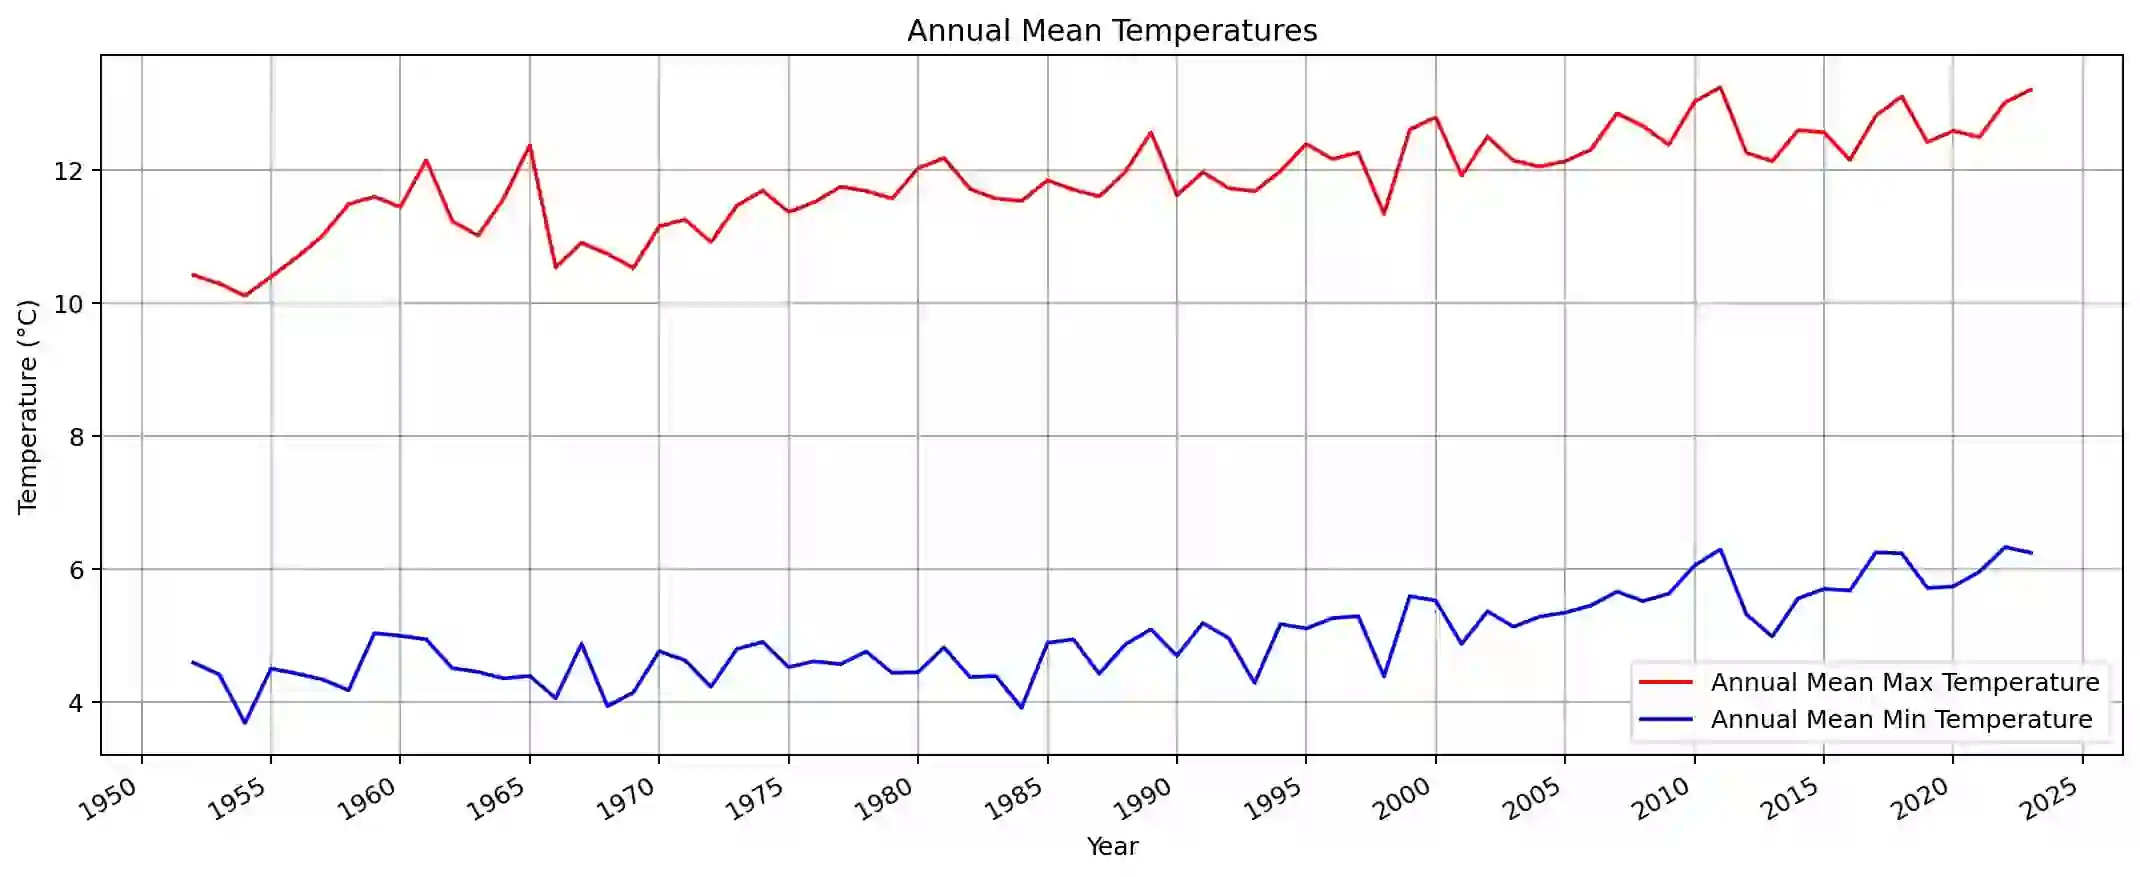 Annual Mean Temperatures
Temperature (°C)
12
10
8
6
4
Annual Mean Max Temperature
Annual Mean Min Temperature
1950 1955 1960 1965 1970 1975 1980 1985 1990 1995 2000 2005 2010 2015 2020 2025
Year